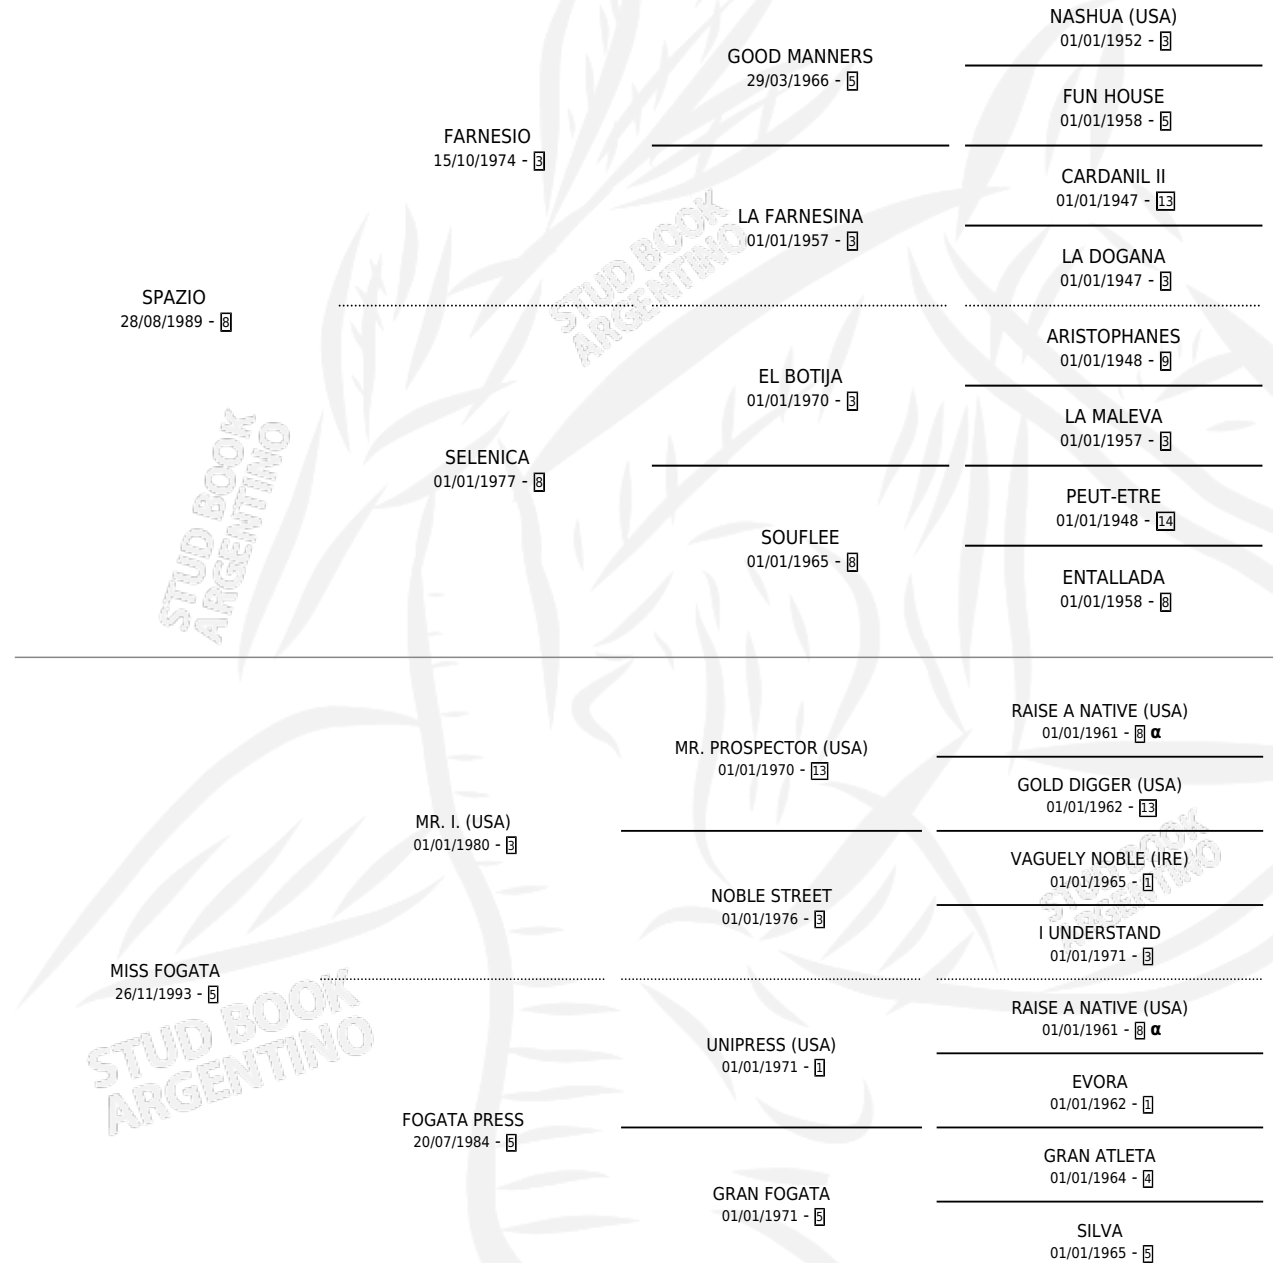 NASHUA (USA)
01/01/1952 - 3
GOOD MANNERS
29/03/1966 - 5
FUN HOUSE
01/01/1958 - 5
FARNESIO
15/10/1974 - 3
CARDANIL II
01/01/1947 - 13
LA FARNESINA
01/01/1957 - 3
LA DOGANA
01/01/1947 - 3
SPAZIO
28/08/1989 - 8
ARISTOPHANES
01/01/1948 - 9
EL BOTIJA
01/01/1970 - 3
LA MALEVA
01/01/1957 - 3
SELENICA
01/01/1977 - 8
PEUT-ETRE
01/01/1948 - 14
SOUFLEE
01/01/1965 - 8
ENTALLADA
01/01/1958 - 8
RAISE A NATIVE (USA)
01/01/1961 - 8 α
MR. PROSPECTOR (USA)
01/01/1970 - 13
GOLD DIGGER (USA)
01/01/1962 - 13
MR. I. (USA)
01/01/1980 - 3
VAGUELY NOBLE (IRE)
01/01/1965 - 1
NOBLE STREET
01/01/1976 - 3
I UNDERSTAND
01/01/1971 - 3
MISS FOGATA
26/11/1993 - 5
RAISE A NATIVE (USA)
01/01/1961 - 8 α
UNIPRESS (USA)
01/01/1971 - 1
EVORA
01/01/1962 - 1
FOGATA PRESS
20/07/1984 - 5
GRAN ATLETA
01/01/1964 - 4
GRAN FOGATA
01/01/1971 - 5
SILVA
01/01/1965 - 5
STUD BOOK
ARGENTINO
STUD BOOK
ARGENTINO
STUD BOOK
ARGENTINO
STUD BOOK
ARGENTINO